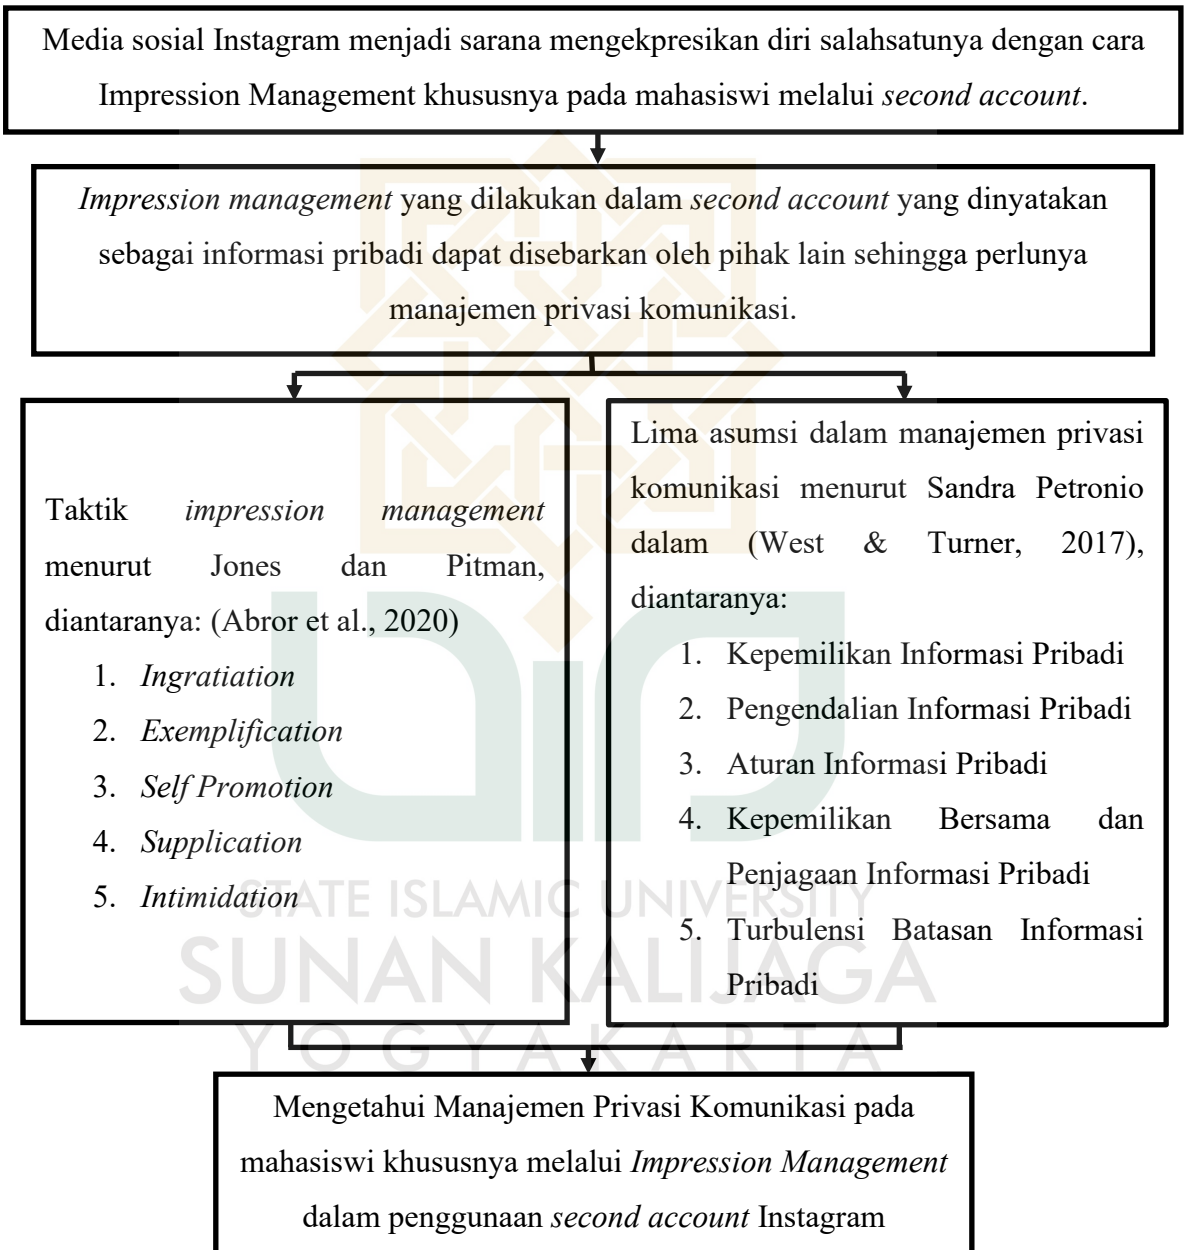 Media sosial Instagram menjadi sarana mengekpresikan diri salahsatunya dengan cara
Impression Management khususnya pada mahasiswi melalui second account.
Impression management yang dilakukan dalam second account yang dinyatakan
sebagai informasi pribadi dapat disebarkan oleh pihak lain sehingga perlunya
manajemen privasi komunikasi.
Taktik impression management
menurut Jones dan Pitman,
diantaranya: (Abror et al., 2020)
1. Ingratiation
2. Exemplification
3. Self Promotion
4. Supplication
5. Intimidation
Lima asumsi dalam manajemen privasi
komunikasi menurut Sandra Petronio
dalam (West & Turner, 2017),
diantaranya:
1. Kepemilikan Informasi Pribadi
2. Pengendalian Informasi Pribadi
3. Aturan Informasi Pribadi
4. Kepemilikan Bersama dan
Penjagaan Informasi Pribadi
5. Turbulensi Batasan Informasi
Pribadi
STATE ISLAMIC UNIVERSITY
SUNAN KALIJAGA
YOGYAKARTA
Mengetahui Manajemen Privasi Komunikasi pada
mahasiswi khususnya melalui Impression Management
dalam penggunaan second account Instagram